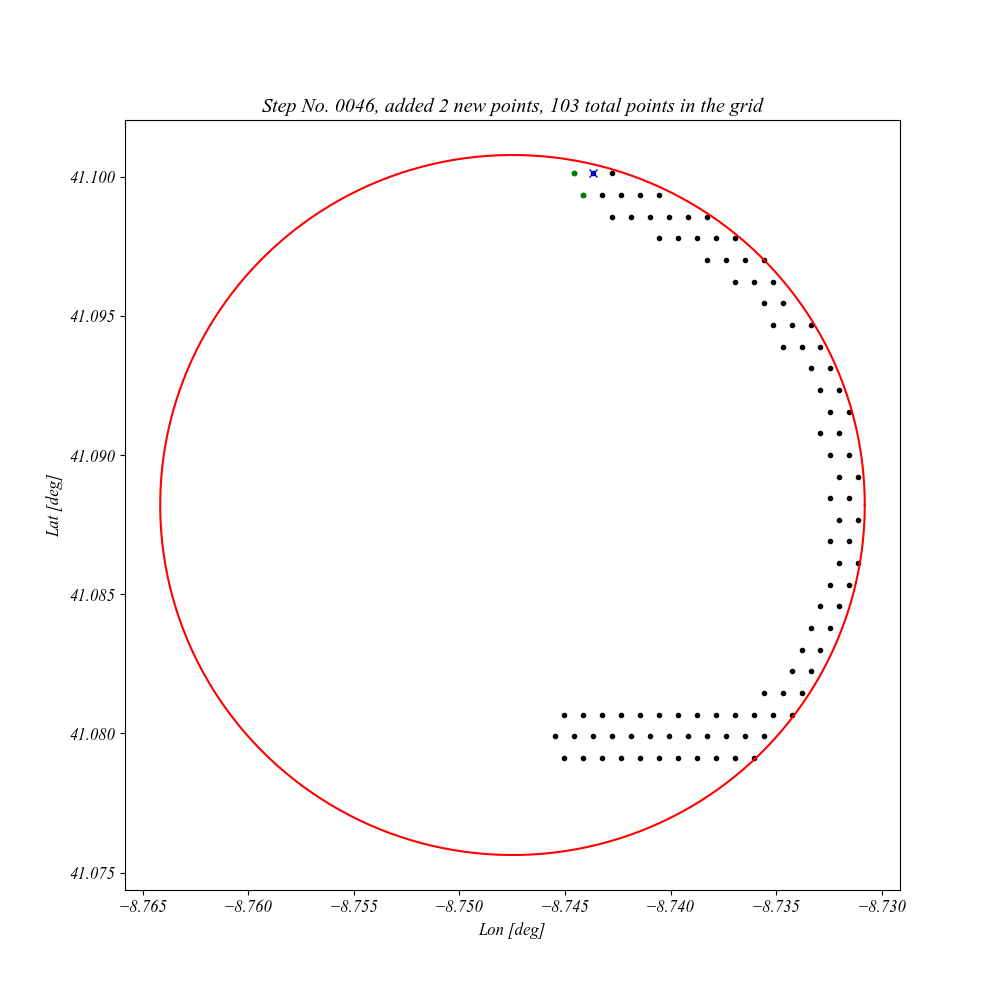 Step No. 0046, added 2 new points, 103 total points in the grid
41.100
41.095
41.090
41.085
41.080
41.075
Lat [deg]
−8.765 −8.760 −8.755 −8.750 −8.745 −8.740 −8.735 −8.730
Lon [deg]